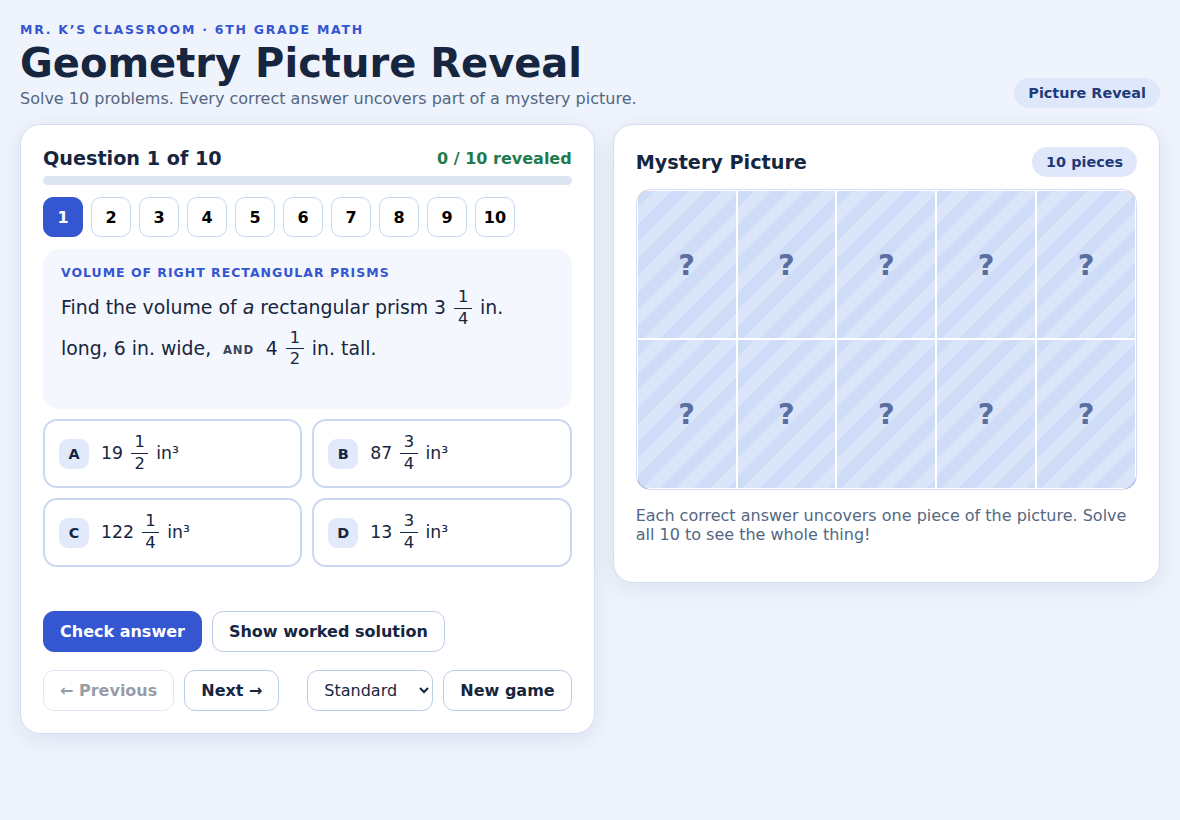 MR. K’S CLASSROOM · 6TH GRADE MATH
Geometry Picture Reveal
Solve 10 problems. Every correct answer uncovers part of a mystery picture.
Picture Reveal
Question 1 of 10
0 / 10 revealed
1 2 3 4 5 6 7 8 9 10
VOLUME OF RIGHT RECTANGULAR PRISMS
Find the volume of a rectangular prism 3 1/4 in.
long, 6 in. wide, AND 4 1/2 in. tall.
A 19 1/2 in³
B 87 3/4 in³
C 122 1/4 in³
D 13 3/4 in³
Check answer
Show worked solution
← Previous
Next →
Standard
New game
Mystery Picture
10 pieces
? ? ? ? ?
? ? ? ? ?
Each correct answer uncovers one piece of the picture. Solve
all 10 to see the whole thing!